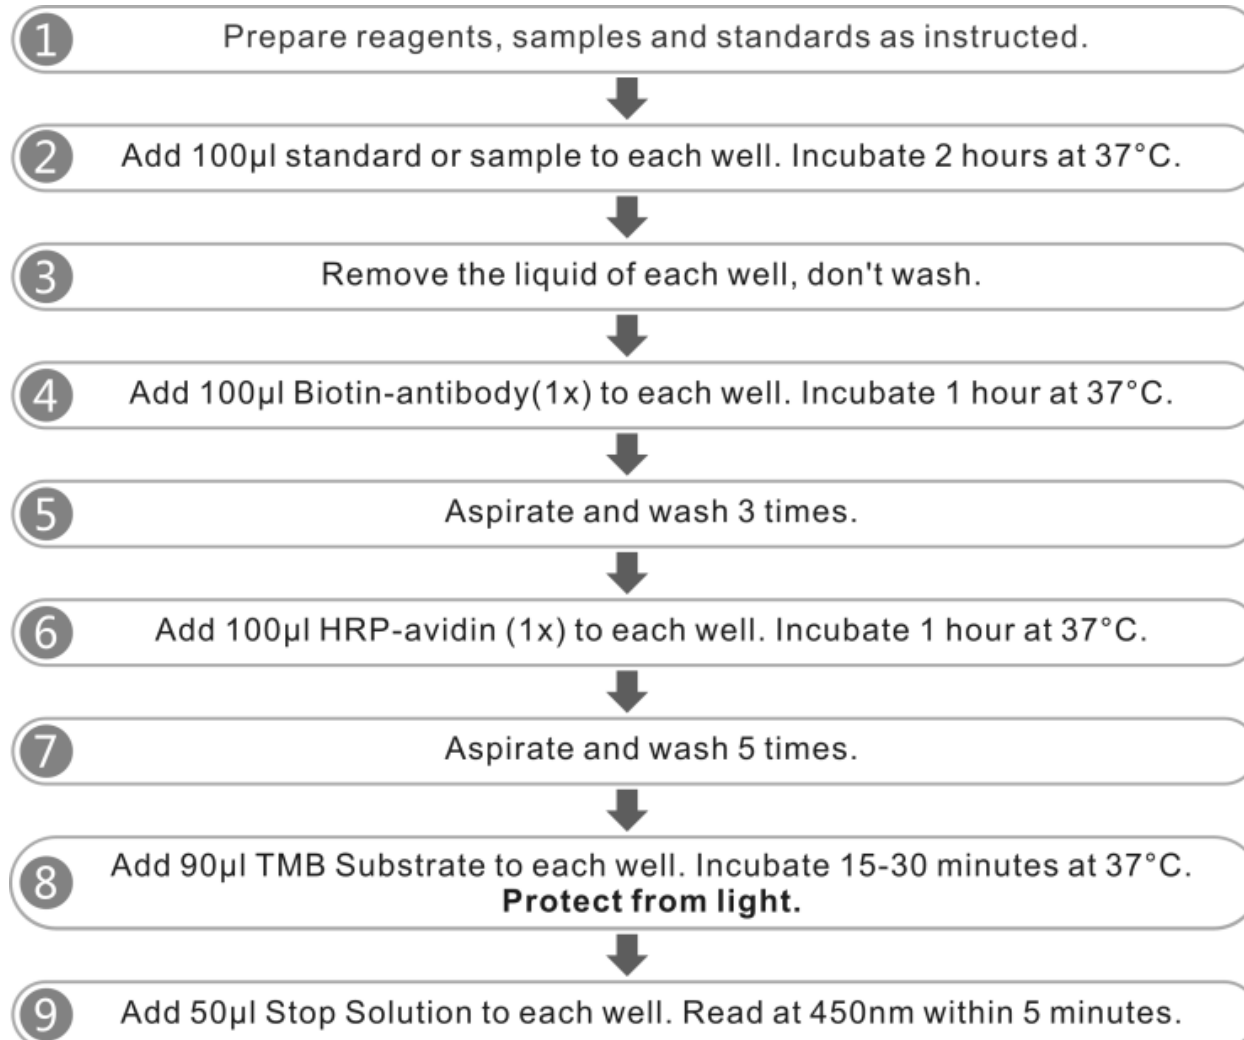 1 Prepare reagents, samples and standards as instructed.
2 Add 100µl standard or sample to each well. Incubate 2 hours at 37°C.
3 Remove the liquid of each well, don't wash.
4 Add 100µl Biotin-antibody(1x) to each well. Incubate 1 hour at 37°C.
5 Aspirate and wash 3 times.
6 Add 100µl HRP-avidin (1x) to each well. Incubate 1 hour at 37°C.
7 Aspirate and wash 5 times.
8 Add 90µl TMB Substrate to each well. Incubate 15-30 minutes at 37°C.
Protect from light.
9 Add 50µl Stop Solution to each well. Read at 450nm within 5 minutes.